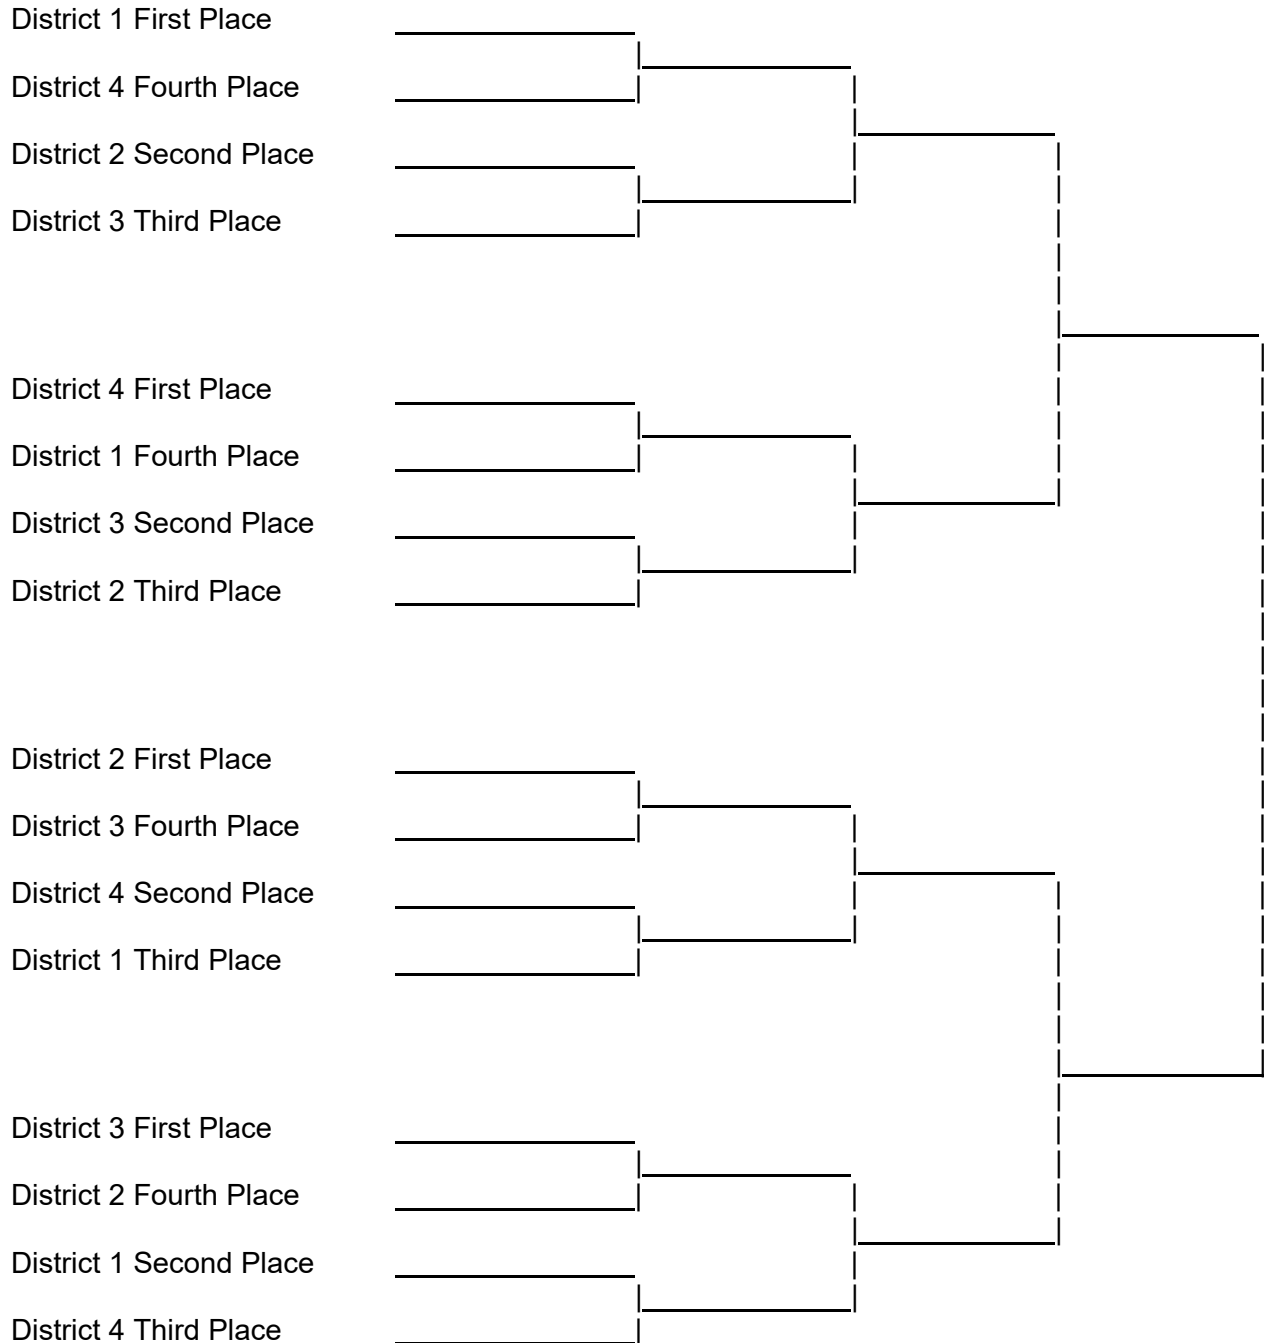 District 1 First Place
District 4 Fourth Place
District 2 Second Place
District 3 Third Place
District 4 First Place
District 1 Fourth Place
District 3 Second Place
District 2 Third Place
District 2 First Place
District 3 Fourth Place
District 4 Second Place
District 1 Third Place
District 3 First Place
District 2 Fourth Place
District 1 Second Place
District 4 Third Place